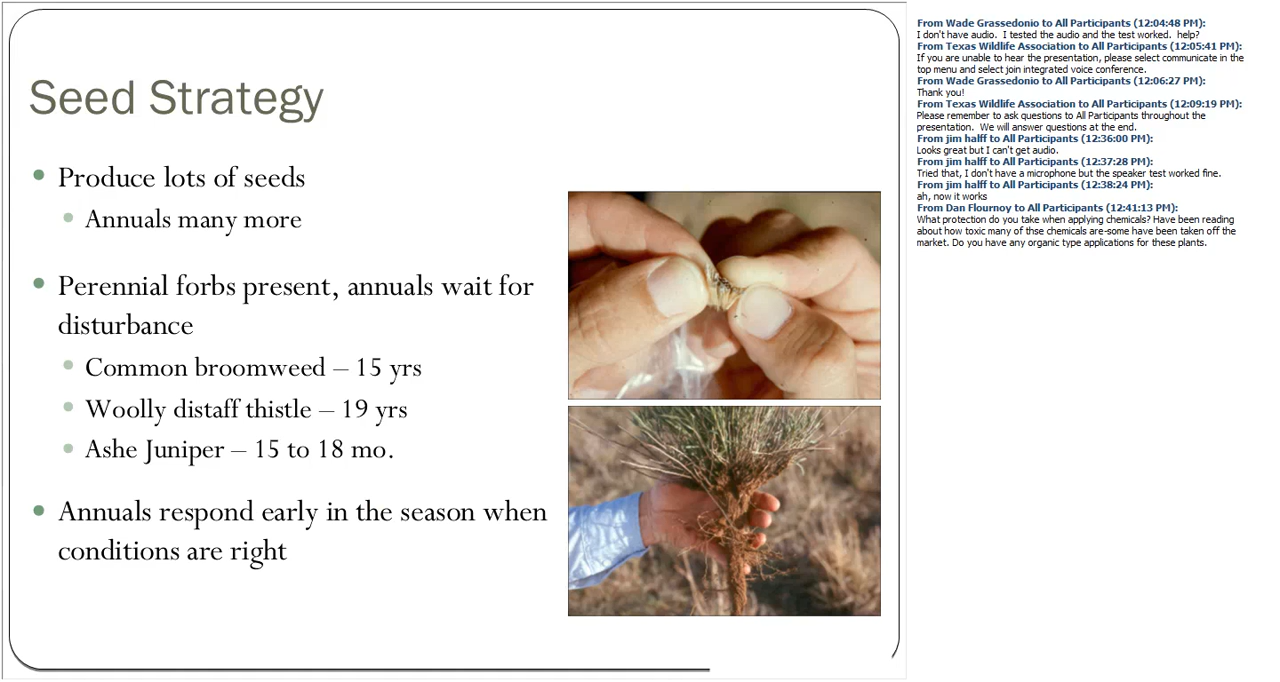 Seed Strategy
Produce lots of seeds
Annuals many more
Perennial forbs present, annuals wait for
disturbance
Common broomweed – 15 yrs
Woolly distaff thistle – 19 yrs
Ashe Juniper – 15 to 18 mo.
Annuals respond early in the season when
conditions are right
From Wade Grassedonio to All Participants (12:04:48 PM):
I don't have audio.  I tested the audio and the test worked.  help?
From Texas Wildlife Association to All Participants (12:05:41 PM):
If you are unable to hear the presentation, please select communicate in the
top menu and select join integrated voice conference.
From Wade Grassedonio to All Participants (12:06:27 PM):
Thank you!
From Texas Wildlife Association to All Participants (12:09:19 PM):
Please remember to ask questions to All Participants throughout the
presentation.  We will answer questions at the end.
From jim halff to All Participants (12:36:00 PM):
Looks great but I can't get audio.
From jim halff to All Participants (12:37:28 PM):
Tried that, I don't have a microphone but the speaker test worked fine.
From jim halff to All Participants (12:38:24 PM):
ah, now it works
From Dan Flournoy to All Participants (12:41:13 PM):
What protection do you take when applying chemicals? Have been reading
about how toxic many of thse chemicals are-some have been taken off the
market. Do you have any organic type applications for these plants.